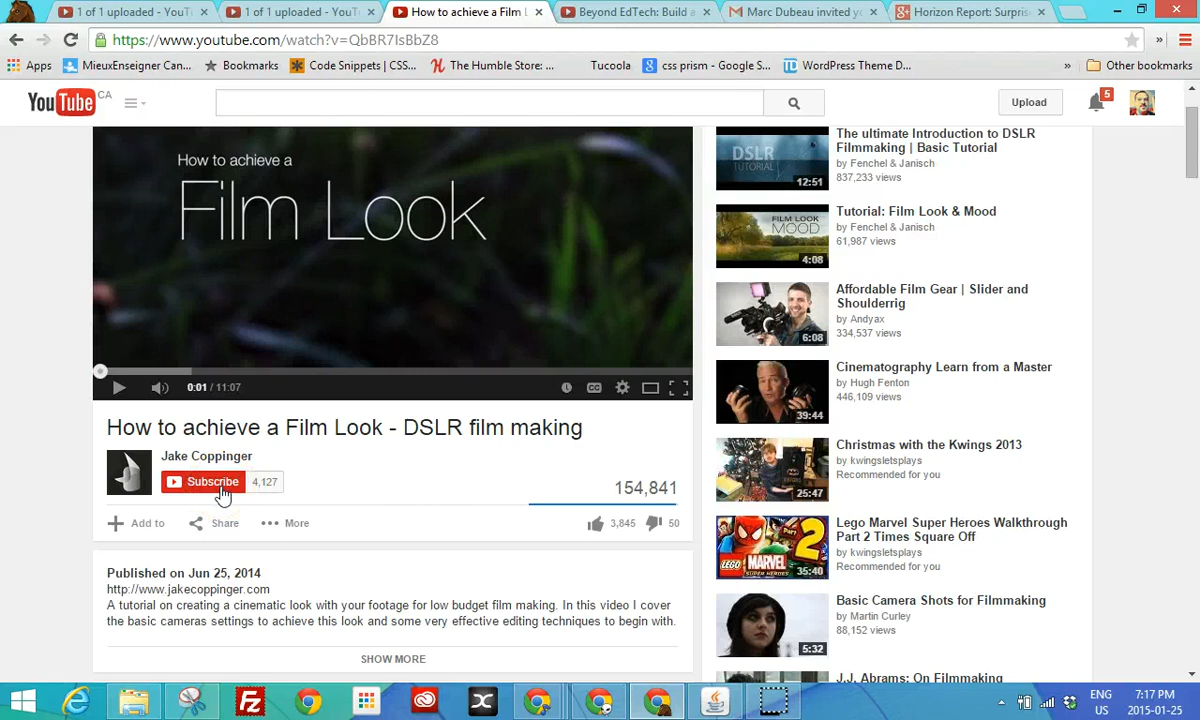 1 of 1 uploaded - YouTu
1 of 1 uploaded - YouTu
How to achieve a Film L
Beyond EdTech: Build a
Marc Dubeau invited yo
Horizon Report: Surpris
https://www.youtube.com/watch?v=QbBR7IsBbZ8
Apps
MieuxEnseigner Can...
Bookmarks
Code Snippets | CSS...
The Humble Store: ...
Tucoola
css prism - Google S...
WordPress Theme D...
»
Other bookmarks
YouTube CA
Upload
5
How to achieve a
Film Look
0:01 / 11:07
CC
How to achieve a Film Look - DSLR film making
Jake Coppinger
Subscribe 4,127
154,841
Add to
Share
More
3,845
50
Published on Jun 25, 2014
http://www.jakecoppinger.com
A tutorial on creating a cinematic look with your footage for low budget film making. In this video I cover
the basic cameras settings to achieve this look and some very effective editing techniques to begin with.
SHOW MORE
DSLR
TUTORIAL
12:51
The ultimate Introduction to DSLR
Filmmaking | Basic Tutorial
by Fenchel & Janisch
837,233 views
FILM LOOK
MOOD
4:08
Tutorial: Film Look & Mood
by Fenchel & Janisch
61,987 views
6:08
Affordable Film Gear | Slider and
Shoulderrig
by Andyax
334,537 views
39:44
Cinematography Learn from a Master
by Hugh Fenton
446,109 views
25:47
Christmas with the Kwings 2013
by kwingsletsplays
Recommended for you
LEGO
MARVEL
2
35:40
Lego Marvel Super Heroes Walkthrough
Part 2 Times Square Off
by kwingsletsplays
Recommended for you
5:32
Basic Camera Shots for Filmmaking
by Martin Curley
88,152 views
J.J. Abrams: On Filmmaking
Fz
ENG
US
7:17 PM
2015-01-25